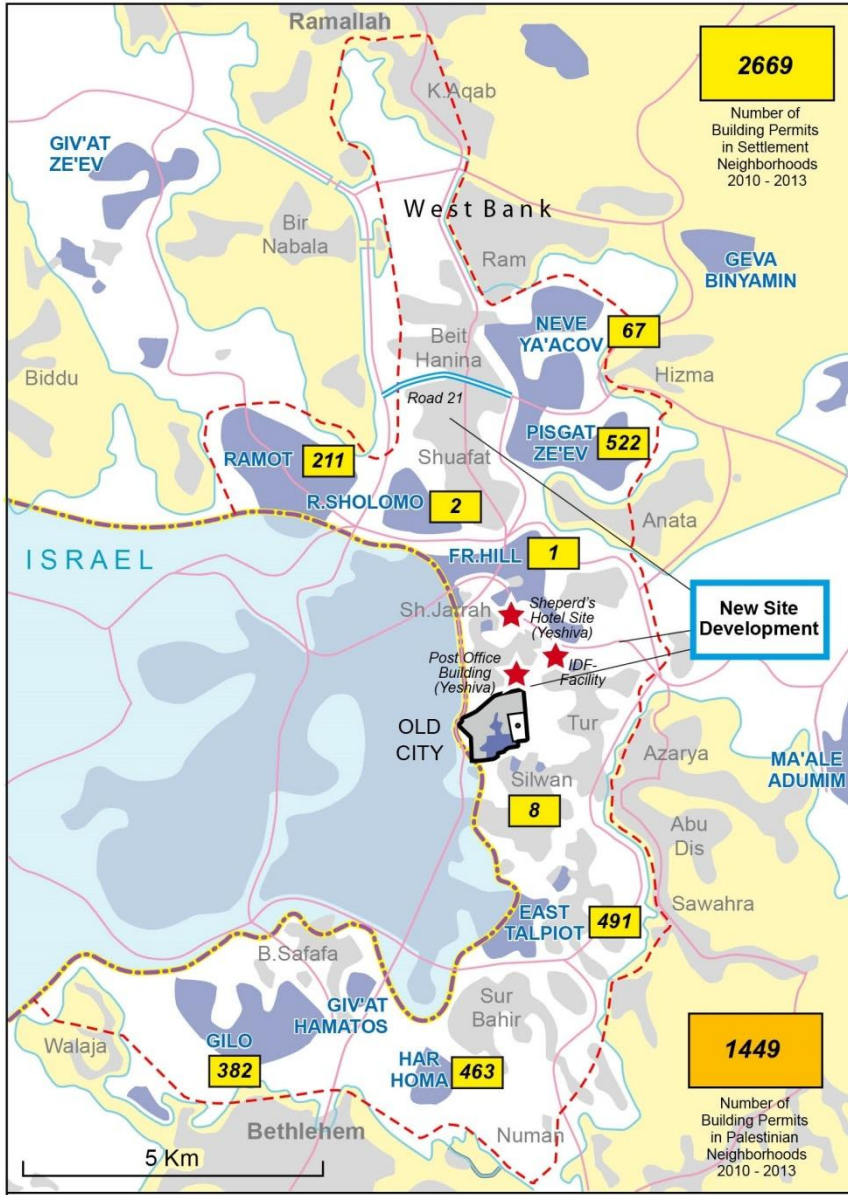 Ramallah
2669
Number of
Building Permits
in Settlement
Neighborhoods
2010 - 2013
K.Aqab
GIV'AT
ZE'EV
West Bank
Bir
Nabala
Ram
GEVA
BINYAMIN
NEVE
YA'ACOV
67
Beit
Hanina
Hizma
Biddu
Road 21
PISGAT
ZE'EV
522
RAMOT
211
Shuafat
R.SHOLOMO
2
Anata
ISRAEL
FR.HILL
1
Sh.Jarrah
Sheperd's
Hotel Site
(Yeshiva)
New Site
Development
Post Office
Building
(Yeshiva)
IDF-
Facility
OLD
CITY
Tur
Azarya
MA'ALE
ADUMIM
Silwan
8
Abu
Dis
Sawahra
EAST
TALPIOT
491
B.Safafa
GIV'AT
HAMATOS
Sur
Bahir
Walaja
GILO
382
HAR
HOMA
463
1449
Number of
Building Permits
in Palestinian
Neighborhoods
2010 - 2013
Bethlehem
Numan
5 Km